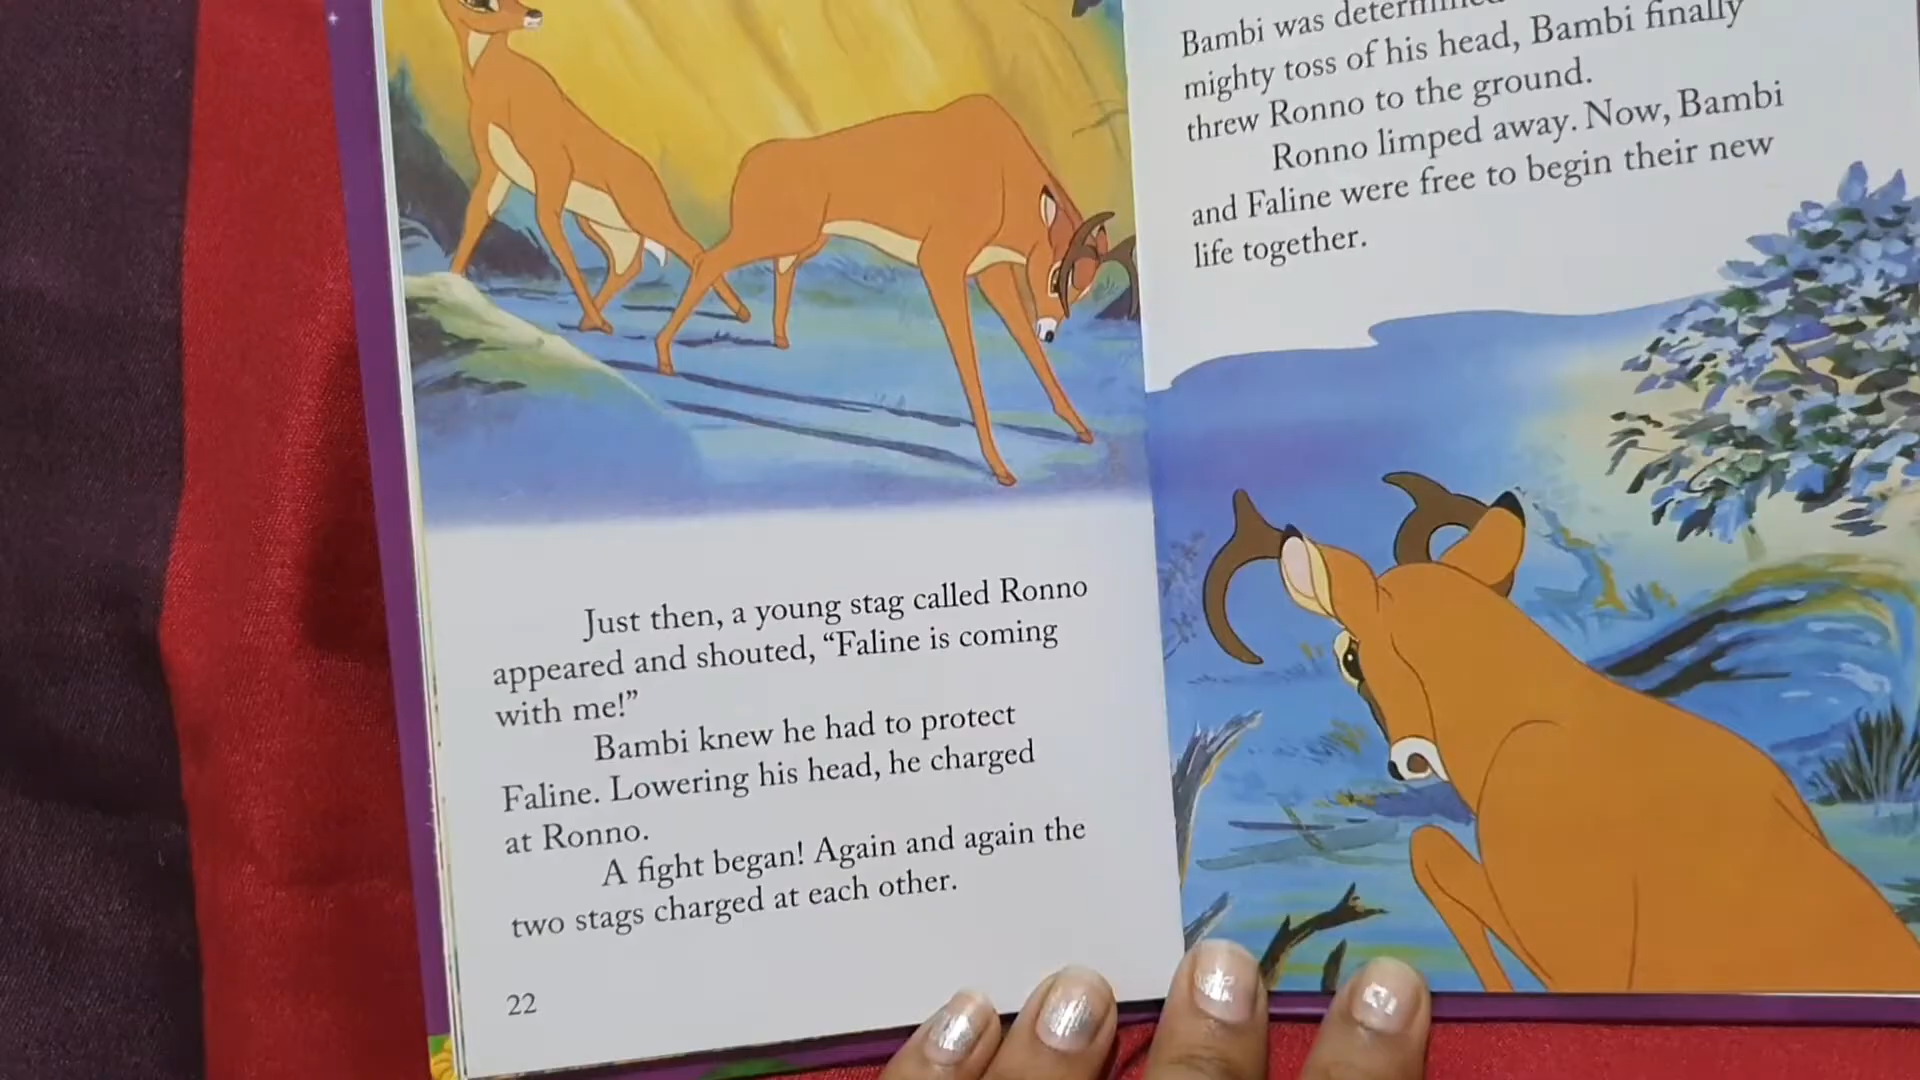 Just then, a young stag called Ronno
appeared and shouted, “Faline is coming
with me!”
Bambi knew he had to protect
Faline. Lowering his head, he charged
at Ronno.
A fight began! Again and again the
two stags charged at each other.
22
Bambi was determined
mighty toss of his head, Bambi finally
threw Ronno to the ground.
Ronno limped away. Now, Bambi
and Faline were free to begin their new
life together.